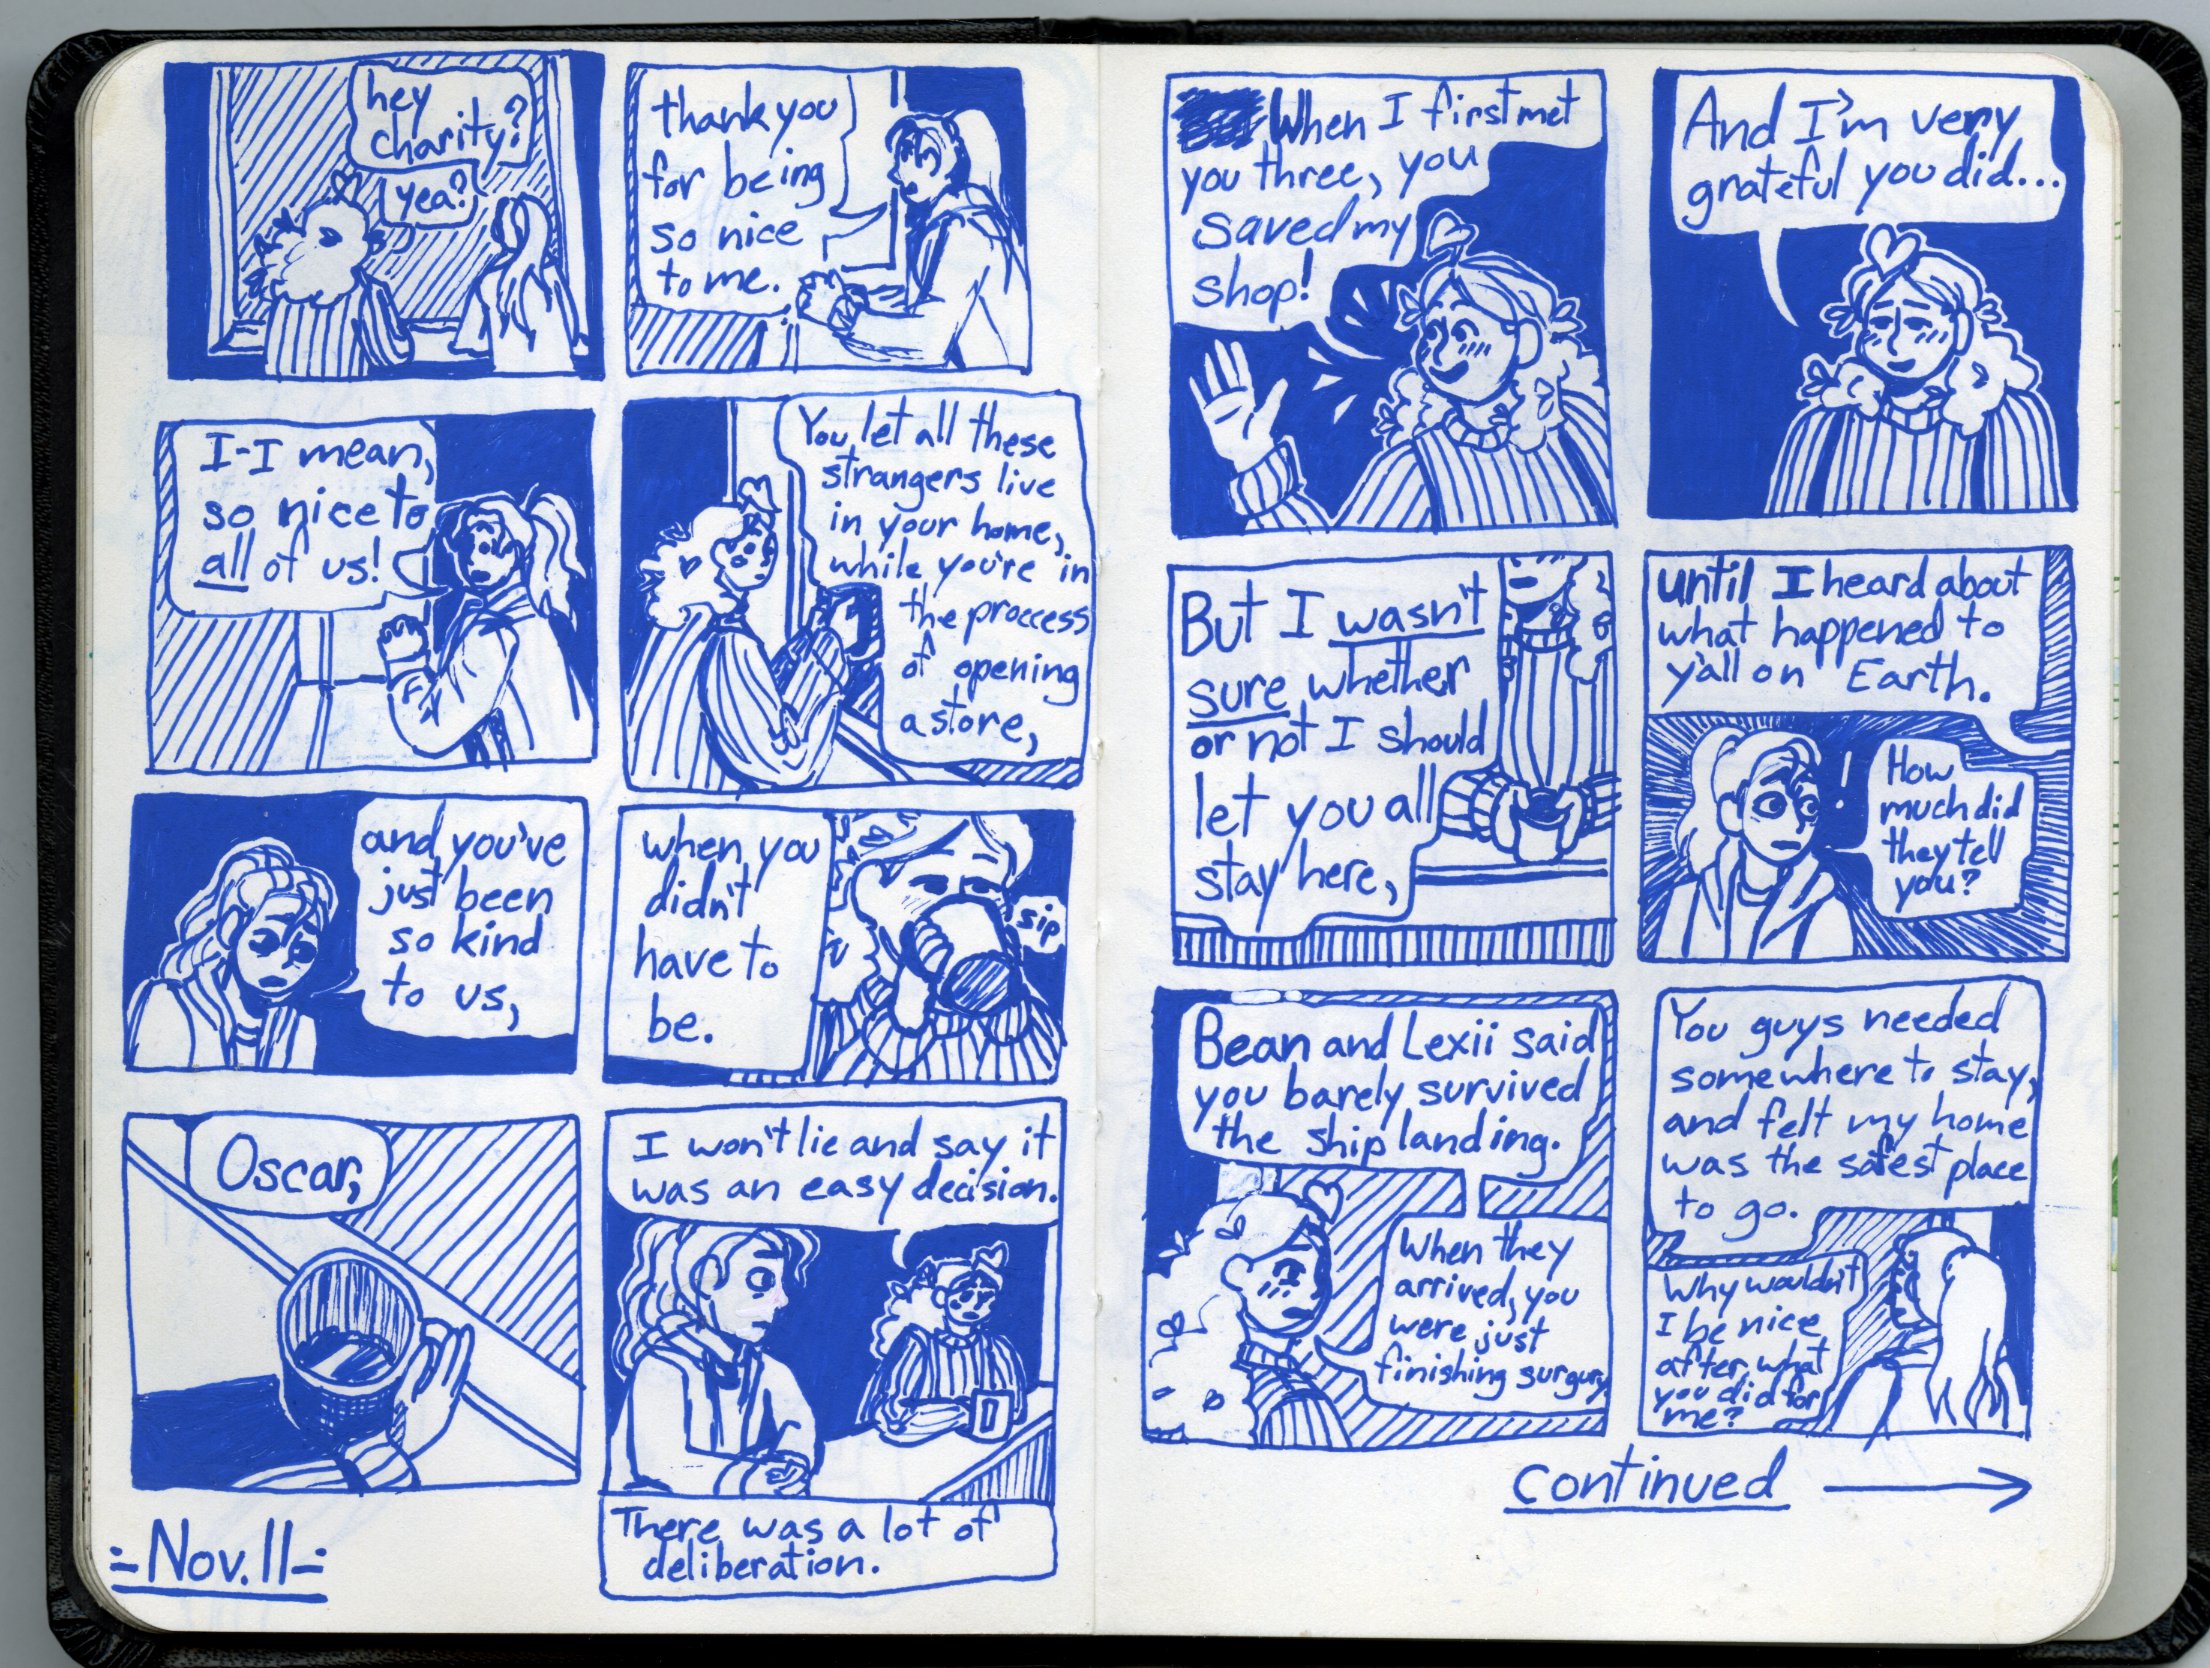 hey
charity?
yea?
thank you
for being
so nice
to me.
I-I mean,
so nice to
all of us!
You let all these
strangers live
in your home,
while you're in
the proccess
of opening
a store,
and you've
just been
so kind
to us,
when you
didn't
have to
be.
sip
Oscar,
I won't lie and say it
was an easy decision.
There was a lot of
deliberation.
-Nov. 11-
When I first met
you three, you
saved my
shop!
And I'm very
grateful you did...
But I wasn't
sure whether
or not I should
let you all
stay here,
until I heard about
what happened to
y'all on Earth.
!
How
much did
they tell
you?
Bean and Lexii said
you barely survived
the ship landing.
When they
arrived, you
were just
finishing surgury
You guys needed
somewhere to stay,
and felt my home
was the safest place
to go.
Why wouldn't
I be nice
after what
you did for
me?
continued →